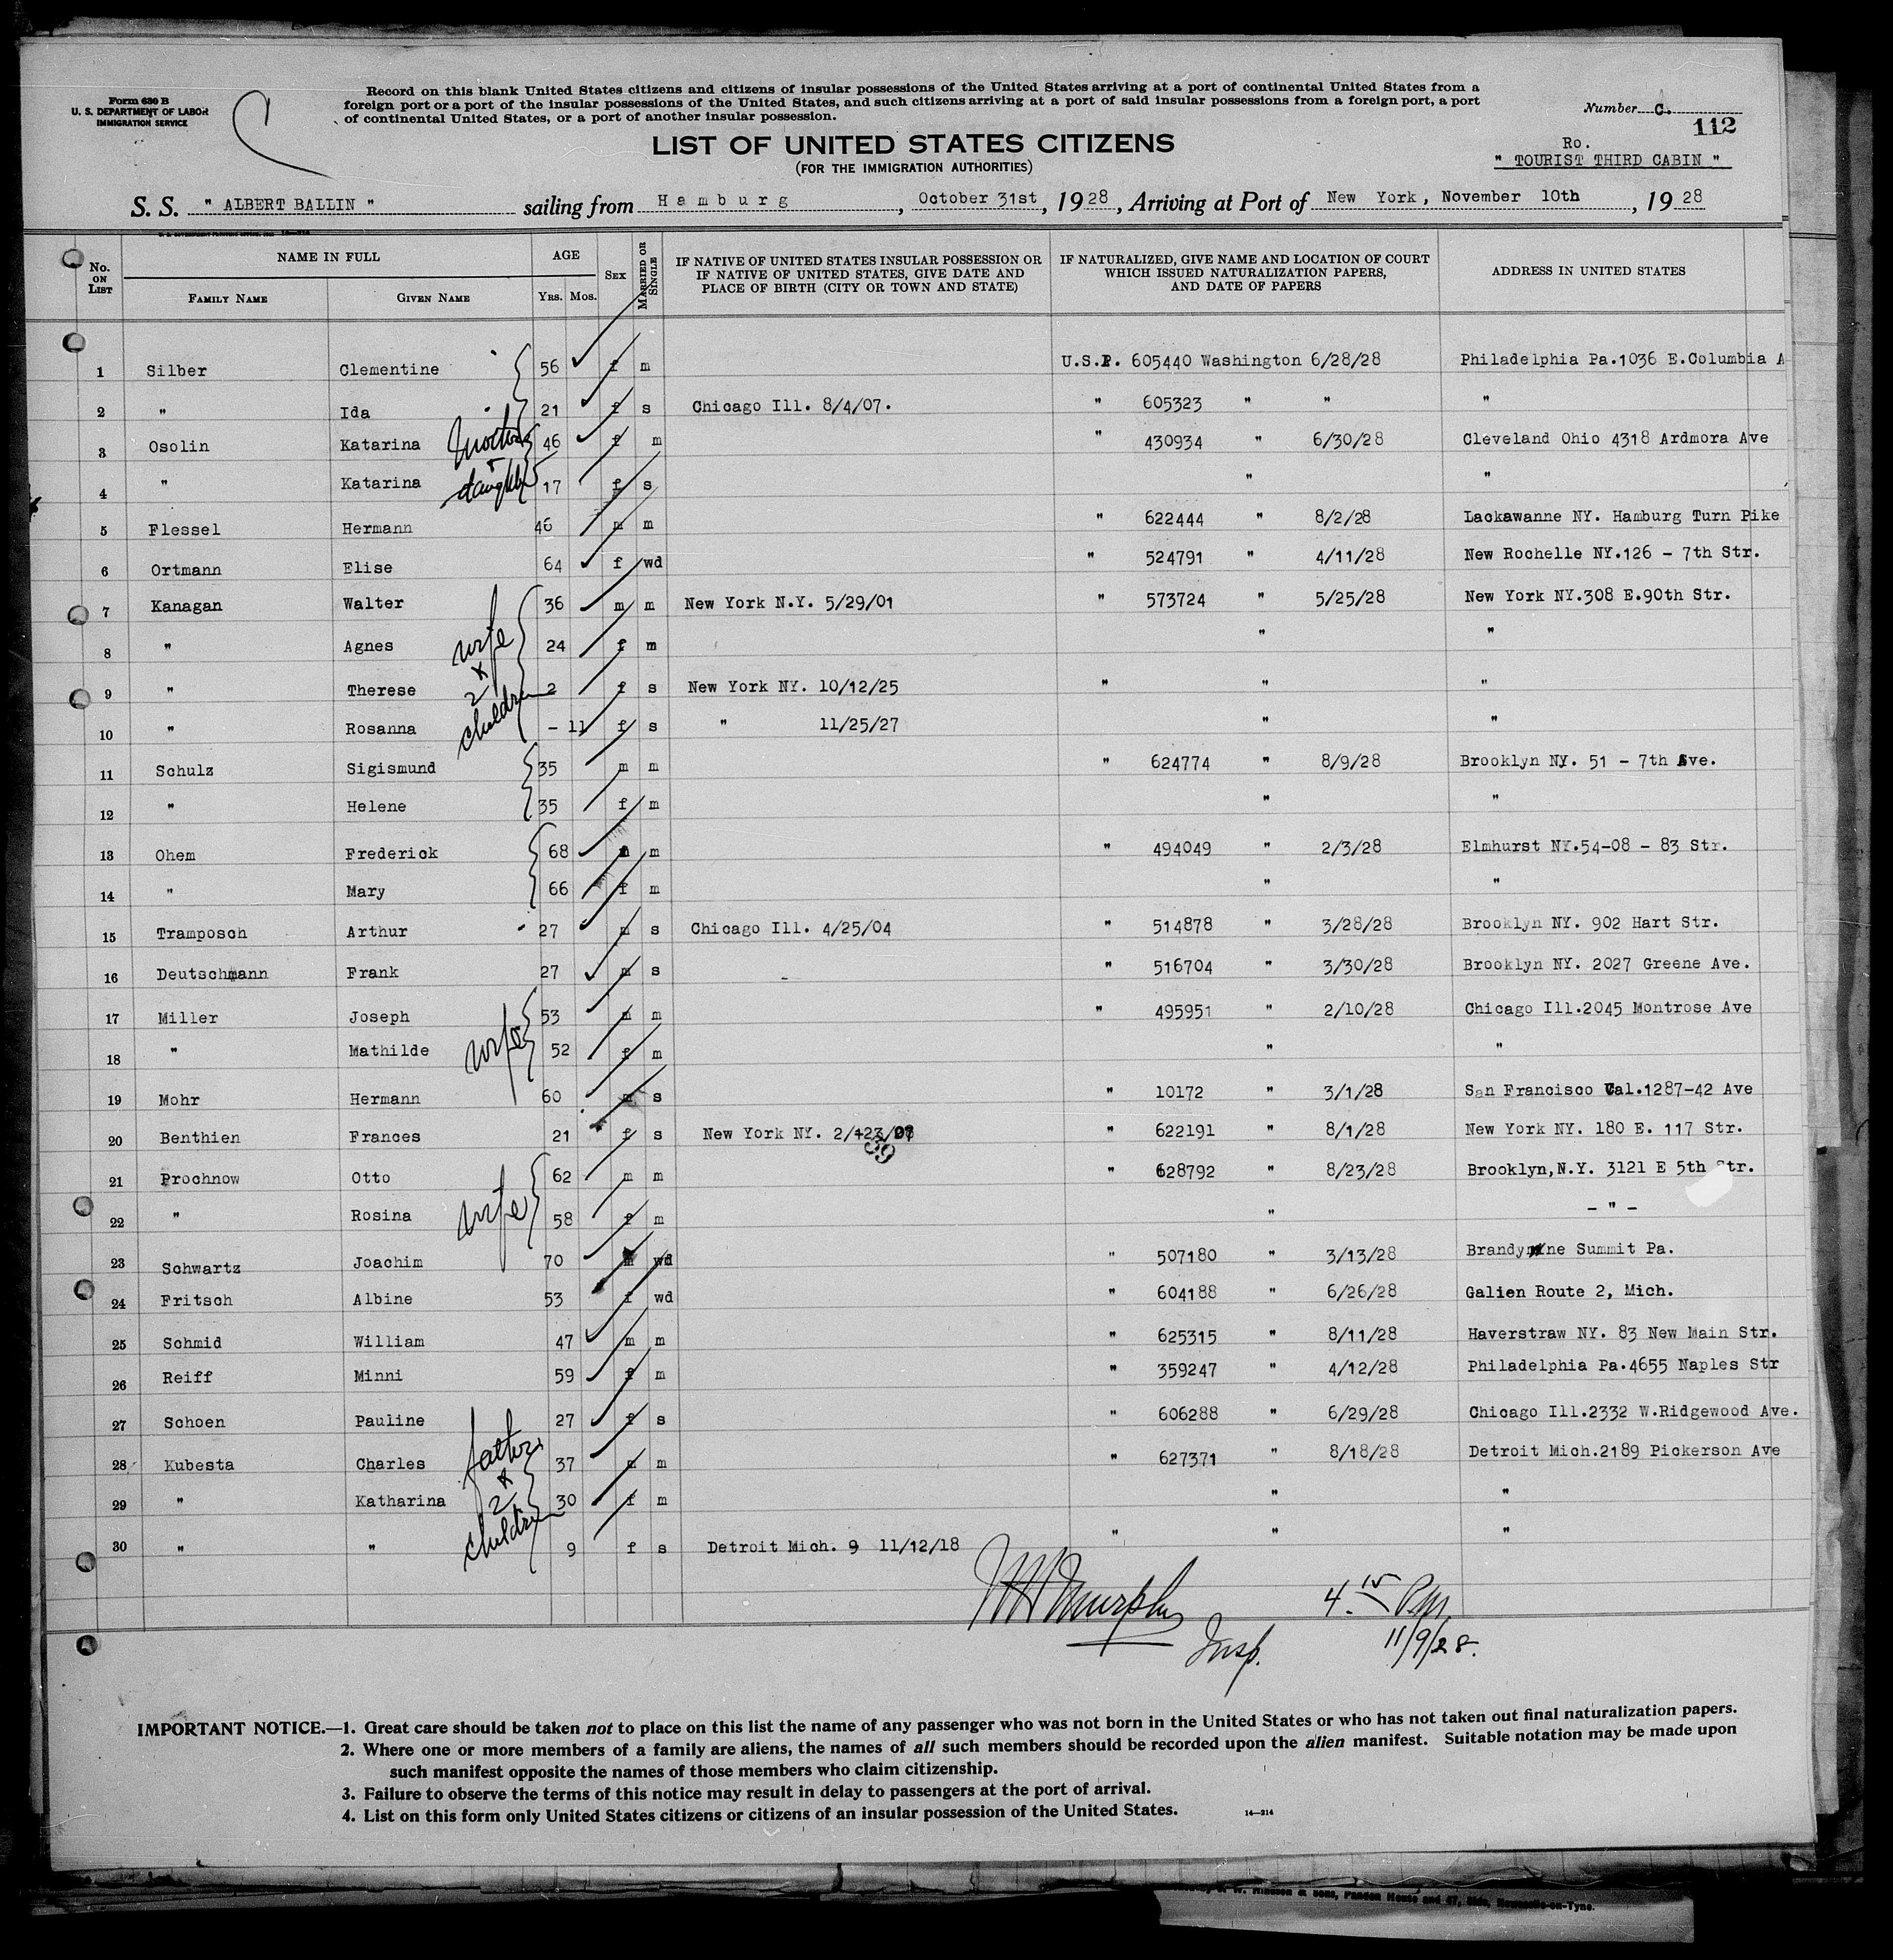 Form 630 B
U. S. DEPARTMENT OF LABOR
IMMIGRATION SERVICE
Record on this blank United States citizens and citizens of insular possessions of the United States arriving at a port of continental United States from a
foreign port or a port of the insular possessions of the United States, and such citizens arriving at a port of said insular possessions from a foreign port, a port
of continental United States, or a port of another insular possession.
Number C.
112
LIST OF UNITED STATES CITIZENS
(FOR THE IMMIGRATION AUTHORITIES)
Ro.
" TOURIST THIRD CABIN "
S. S. " ALBERT BALLIN " sailing from Hamburg, October 31st, 1928, Arriving at Port of New York, November 10th, 1928
No. ON LIST NAME IN FULL AGE SEX MARRIED OR SINGLE IF NATIVE OF UNITED STATES INSULAR POSSESSION OR IF NATIVE OF UNITED STATES, GIVE DATE AND PLACE OF BIRTH (CITY OR TOWN AND STATE) IF NATURALIZED, GIVE NAME AND LOCATION OF COURT WHICH ISSUED NATURALIZATION PAPERS, AND DATE OF PAPERS ADDRESS IN UNITED STATES
FAMILY NAME GIVEN NAME YRS. MOS.
1 Silber Clementine 56 f m U.S.P. 605440 Washington 6/28/28 Philadelphia Pa.1036 E.Columbia A
2 " Ida 21 f s Chicago Ill. 8/4/07. " 605323 " " "
3 Osolin Katarina mother 46 f m " 430934 " 6/30/28 Cleveland Ohio 4318 Ardmora Ave
4 " Katarina daught 17 f s " "
5 Flessel Hermann 46 m m " 622444 " 8/2/28 Lackawanne NY. Hamburg Turn Pike
6 Ortmann Elise 64 f wd " 524791 " 4/11/28 New Rochelle NY.126 - 7th Str.
7 Kanagan Walter 36 m m New York N.Y. 5/29/01 " 573724 " 5/25/28 New York NY.308 E.90th Str.
8 " Agnes wife 24 f m " "
9 " Therese 2 2 f s New York NY. 10/12/25 " " "
10 " Rosanna children - 11 f s " 11/25/27 " "
11 Schulz Sigismund 35 m m " 624774 " 8/9/28 Brooklyn NY. 51 - 7th Ave.
12 " Helene 35 f m " "
13 Ohem Frederick 68 m m " 494049 " 2/3/28 Elmhurst NY.54-08 - 83 Str.
14 " Mary 66 f m " "
15 Tramposch Arthur 27 m s Chicago Ill. 4/25/04 " 514878 " 3/28/28 Brooklyn NY. 902 Hart Str.
16 Deutschmann Frank 27 m s - " 516704 " 3/30/28 Brooklyn NY. 2027 Greene Ave.
17 Miller Joseph 53 m m " 495951 " 2/10/28 Chicago Ill.2045 Montrose Ave
18 " Mathilde wife 52 f m " "
19 Mohr Hermann 60 m s " 10172 " 3/1/28 San Francisco Cal.1287-42 Ave
20 Benthien Frances 21 f s New York NY. 2/23/ " 622191 " 8/1/28 New York NY. 180 E. 117 Str.
21 Prochnow Otto 62 m m " 628792 " 8/23/28 Brooklyn,N.Y. 3121 E 5th Str.
22 " Rosina wife 58 f m " - " -
23 Schwartz Joachim 70 m wd " 507180 " 3/13/28 Brandywine Summit Pa.
24 Fritsch Albine 53 f wd " 604188 " 6/26/28 Galien Route 2, Mich.
25 Schmid William 47 m m " 625315 " 8/11/28 Haverstraw NY. 83 New Main Str.
26 Reiff Minni 59 f m " 359247 " 4/12/28 Philadelphia Pa.4655 Naples Str
27 Schoen Pauline 27 f s " 606288 " 6/29/28 Chicago Ill.2332 W.Ridgewood Ave.
28 Kubesta Charles father 37 m m " 627371 " 8/18/28 Detroit Mich.2189 Pickerson Ave
29 " Katharina 2 30 f m " "
30 " " children 9 f s Detroit Mich. 9 11/12/18 " " "
Murphy
Insp.
4.15 P.M.
11/9/28.
IMPORTANT NOTICE.—1. Great care should be taken not to place on this list the name of any passenger who was not born in the United States or who has not taken out final naturalization papers.
2. Where one or more members of a family are aliens, the names of all such members should be recorded upon the alien manifest. Suitable notation may be made upon
such manifest opposite the names of those members who claim citizenship.
3. Failure to observe the terms of this notice may result in delay to passengers at the port of arrival.
4. List on this form only United States citizens or citizens of an insular possession of the United States.
14—214
& Sons, Pandon House and 47, Side, Newcastle-on-Tyne.